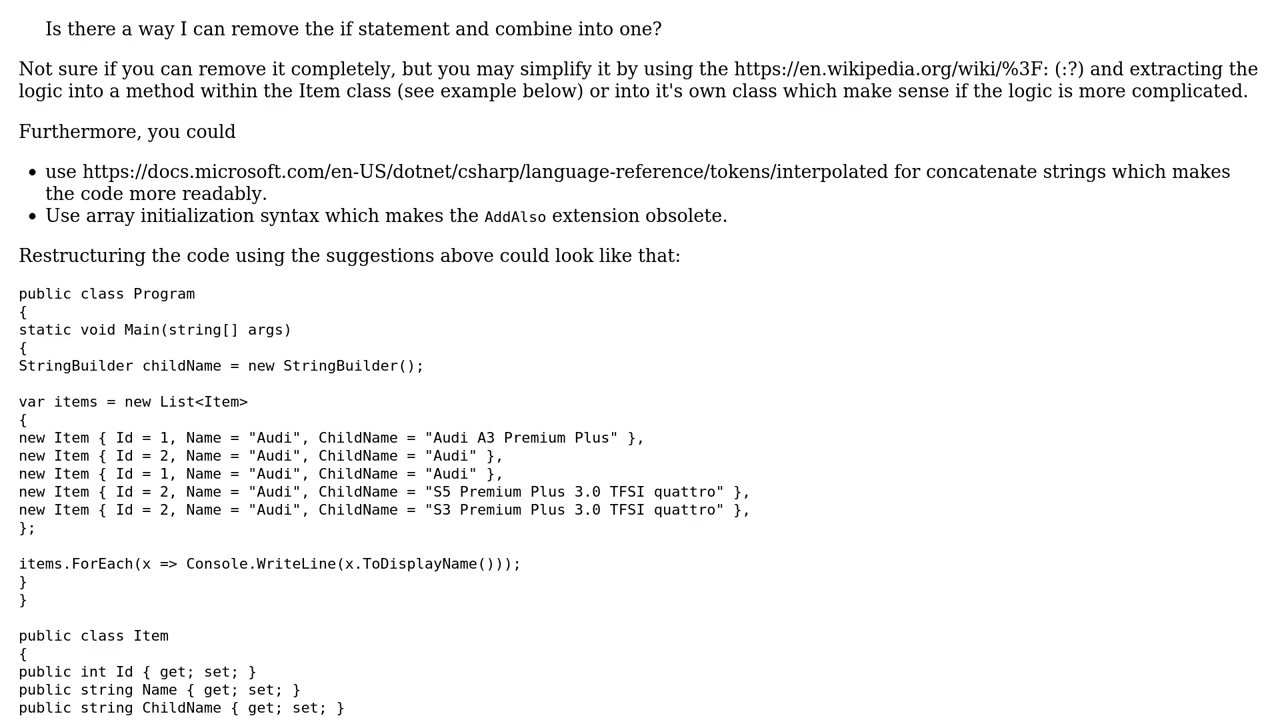 Is there a way I can remove the if statement and combine into one?
Not sure if you can remove it completely, but you may simplify it by using the https://en.wikipedia.org/wiki/%3F: (:?) and extracting the
logic into a method within the Item class (see example below) or into it's own class which make sense if the logic is more complicated.
Furthermore, you could
• use https://docs.microsoft.com/en-US/dotnet/csharp/language-reference/tokens/interpolated for concatenate strings which makes
the code more readably.
• Use array initialization syntax which makes the AddAlso extension obsolete.
Restructuring the code using the suggestions above could look like that:
public class Program
{
static void Main(string[] args)
{
StringBuilder childName = new StringBuilder();
var items = new List<Item>
{
new Item { Id = 1, Name = "Audi", ChildName = "Audi A3 Premium Plus" },
new Item { Id = 2, Name = "Audi", ChildName = "Audi" },
new Item { Id = 1, Name = "Audi", ChildName = "Audi" },
new Item { Id = 2, Name = "Audi", ChildName = "S5 Premium Plus 3.0 TFSI quattro" },
new Item { Id = 2, Name = "Audi", ChildName = "S3 Premium Plus 3.0 TFSI quattro" },
};
items.ForEach(x => Console.WriteLine(x.ToDisplayName()));
}
}
public class Item
{
public int Id { get; set; }
public string Name { get; set; }
public string ChildName { get; set; }